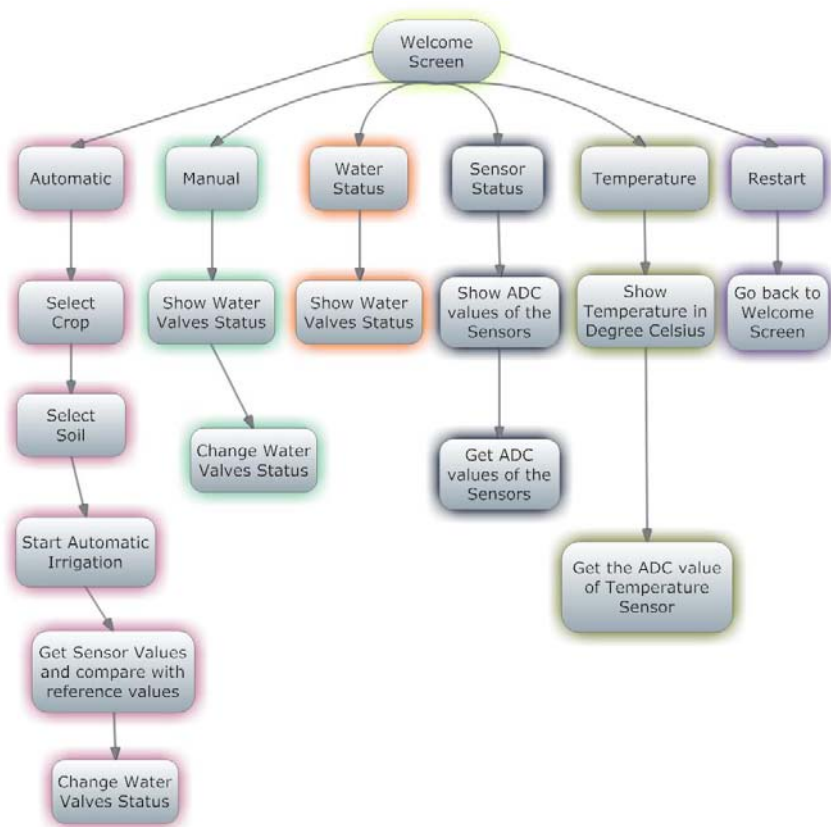 Welcome
Screen
Automatic
Manual
Water
Status
Sensor
Status
Temperature
Restart
Select
Crop
Show Water
Valves Status
Show Water
Valves Status
Show ADC
values of the
Sensors
Show
Temperature in
Degree Celsius
Go back to
Welcome
Screen
Select
Soil
Change Water
Valves Status
Get ADC
values of the
Sensors
Start Automatic
Irrigation
Get the ADC value
of Temperature
Sensor
Get Sensor Values
and compare with
reference values
Change Water
Valves Status